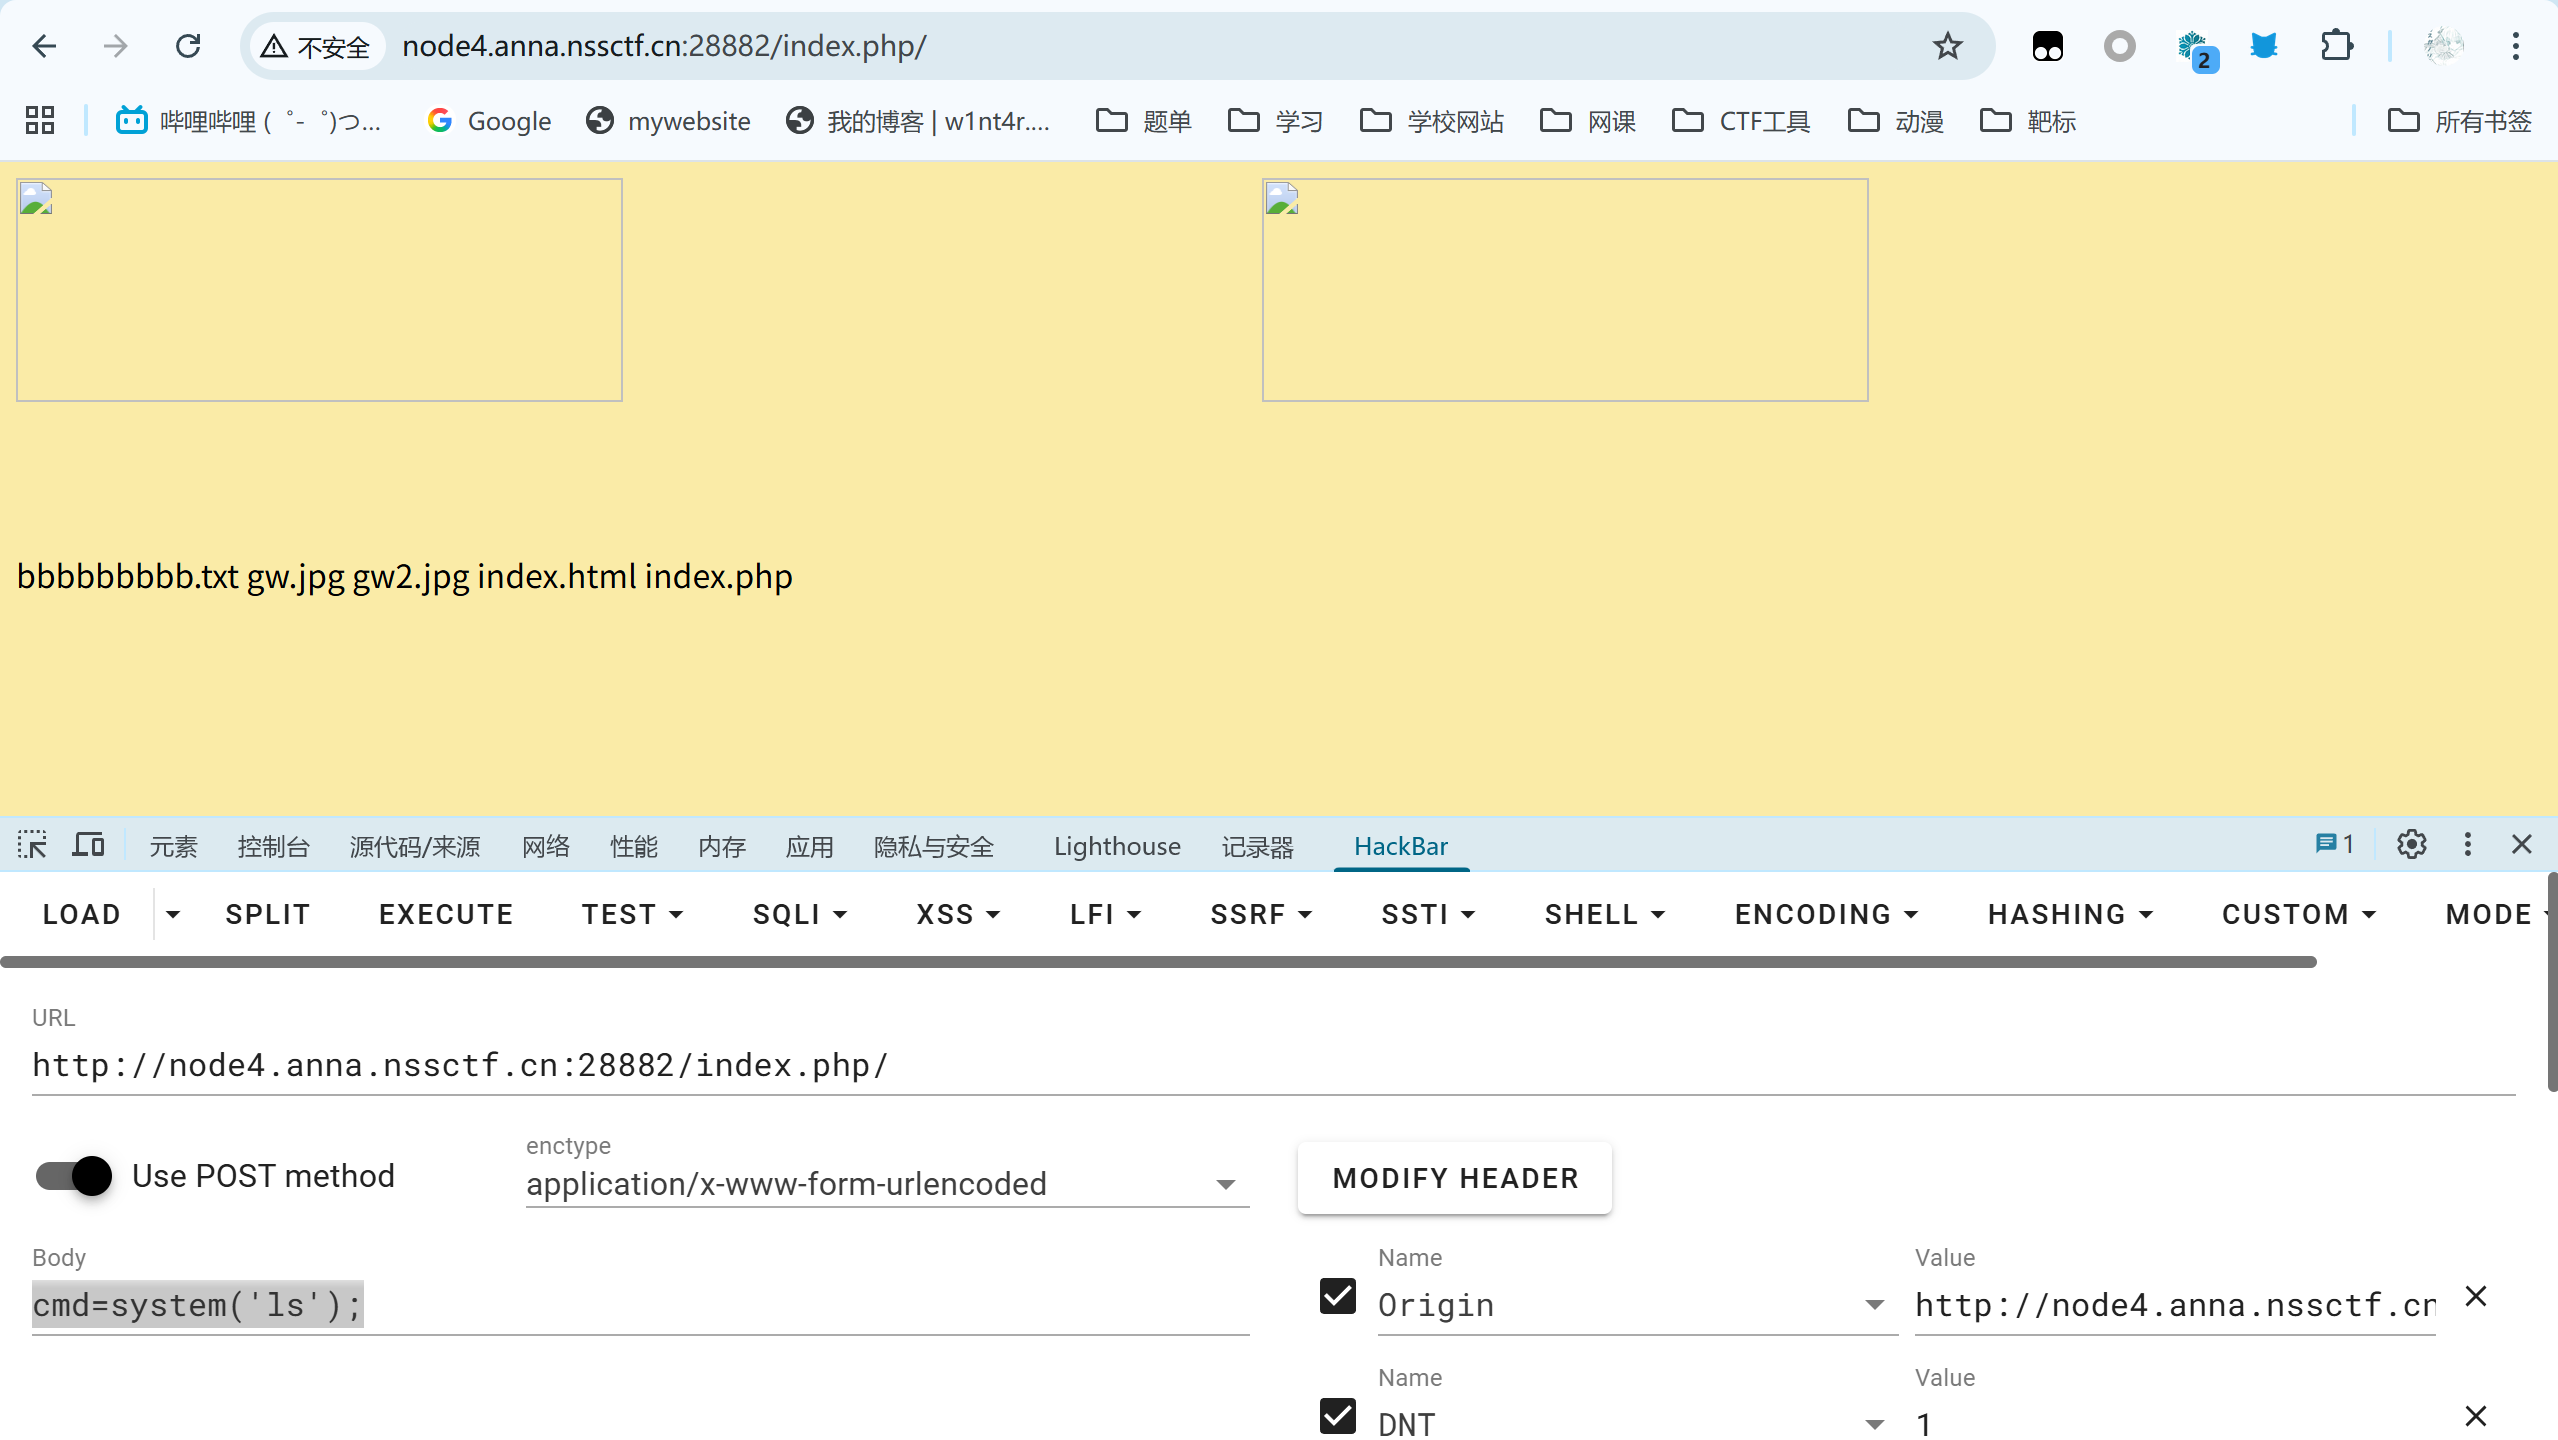 不安全 node4.anna.nssctf.cn:28882/index.php/
2
哔哩哔哩 (゜-゜)つ... Google mywebsite 我的博客 | w1nt4r.... 题单 学习 学校网站 网课 CTF工具 动漫 靶标 所有书签
bbbbbbbbb.txt gw.jpg gw2.jpg index.html index.php
元素 控制台 源代码/来源 网络 性能 内存 应用 隐私与安全 Lighthouse 记录器 HackBar 1
LOAD SPLIT EXECUTE TEST SQLI XSS LFI SSRF SSTI SHELL ENCODING HASHING CUSTOM MODE
URL
http://node4.anna.nssctf.cn:28882/index.php/
Use POST method
enctype
application/x-www-form-urlencoded
MODIFY HEADER
Body
cmd=system('ls');
Name
Origin
Value
http://node4.anna.nssctf.cn
Name
DNT
Value
1